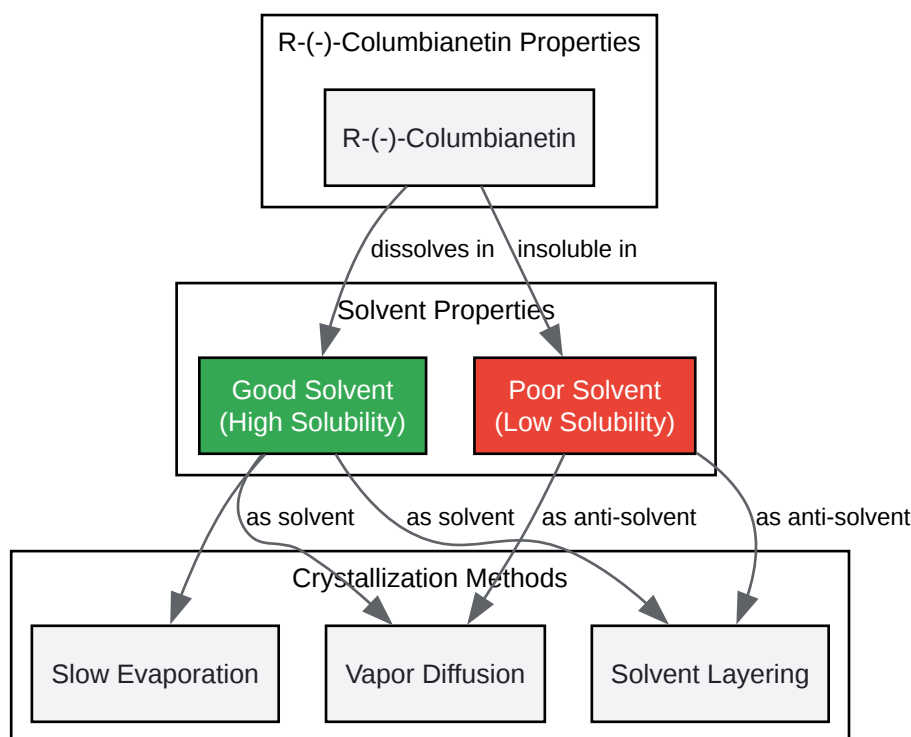 R-(-)-Columbianetin Properties
R-(-)-Columbianetin
dissolves in
insoluble in
Solvent Properties
Good Solvent
(High Solubility)
Poor Solvent
(Low Solubility)
as solvent
as solvent
as anti-solvent
as anti-solvent
Crystallization Methods
Slow Evaporation
Vapor Diffusion
Solvent Layering